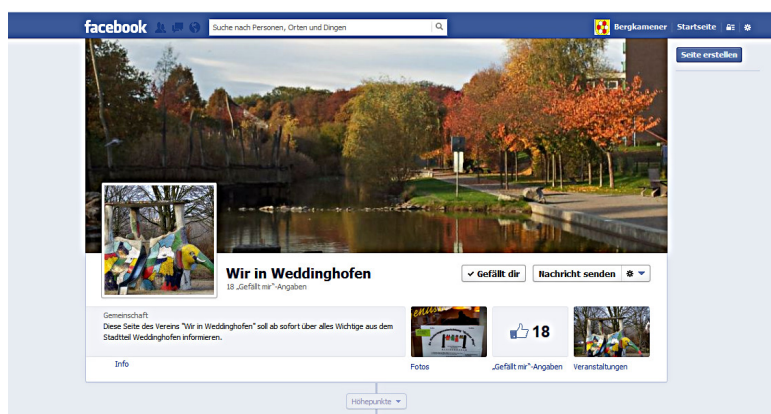 facebook
Suche nach Personen, Orten und Dingen
Bergkamener
Startseite
Seite erstellen
Wir in Weddinghofen
18 „Gefällt mir“-Angaben
✓ Gefällt dir
Nachricht senden
Gemeinschaft
Diese Seite des Vereins "Wir in Weddinghofen" soll ab sofort über alles Wichtige aus dem
Stadtteil Weddinghofen informieren.
Info
18
Fotos
„Gefällt mir“-Angaben
Veranstaltungen
Höhepunkte